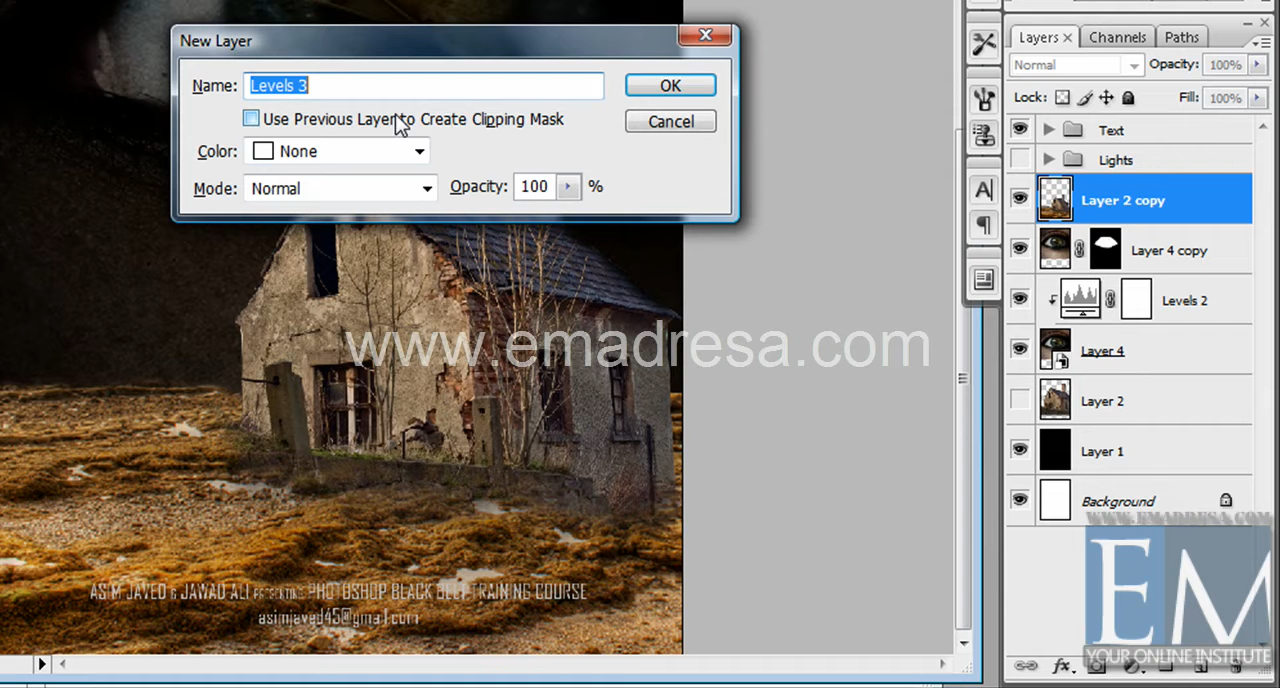 New Layer
Name: Levels 3 OK
Use Previous Layer to Create Clipping Mask Cancel
Color: None
Mode: Normal Opacity: 100 %
Layers Channels Paths
Normal Opacity: 100%
Lock: Fill: 100%
Text
Lights
Layer 2 copy
Layer 4 copy
Levels 2
Layer 4
Layer 2
Layer 1
Background
www.emadresa.com
ASIM JAVED & JAWAD ALI PRESENTING PHOTOSHOP BLACK BELT TRAINING COURSE
asimjaved45@gmail.com
WWW.EMADRESA.COM
EM
YOUR ONLINE INSTITUTE